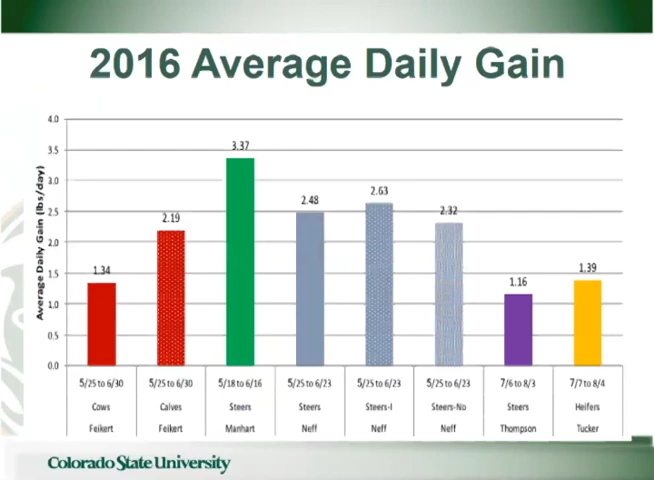 2016 Average Daily Gain
Average Daily Gain (lbs/day)
4.0
3.5
3.0
2.5
2.0
1.5
1.0
0.5
0.0
1.34
2.19
3.37
2.48
2.63
2.32
1.16
1.39
5/25 to 6/30 5/25 to 6/30 5/18 to 6/16 5/25 to 6/23 5/25 to 6/23 5/25 to 6/23 7/6 to 8/3 7/7 to 8/4
Cows Calves Steers Steers Steers-I Steers-No Steers Heifers
Feikert Feikert Manhart Neff Neff Neff Thompson Tucker
Colorado State University